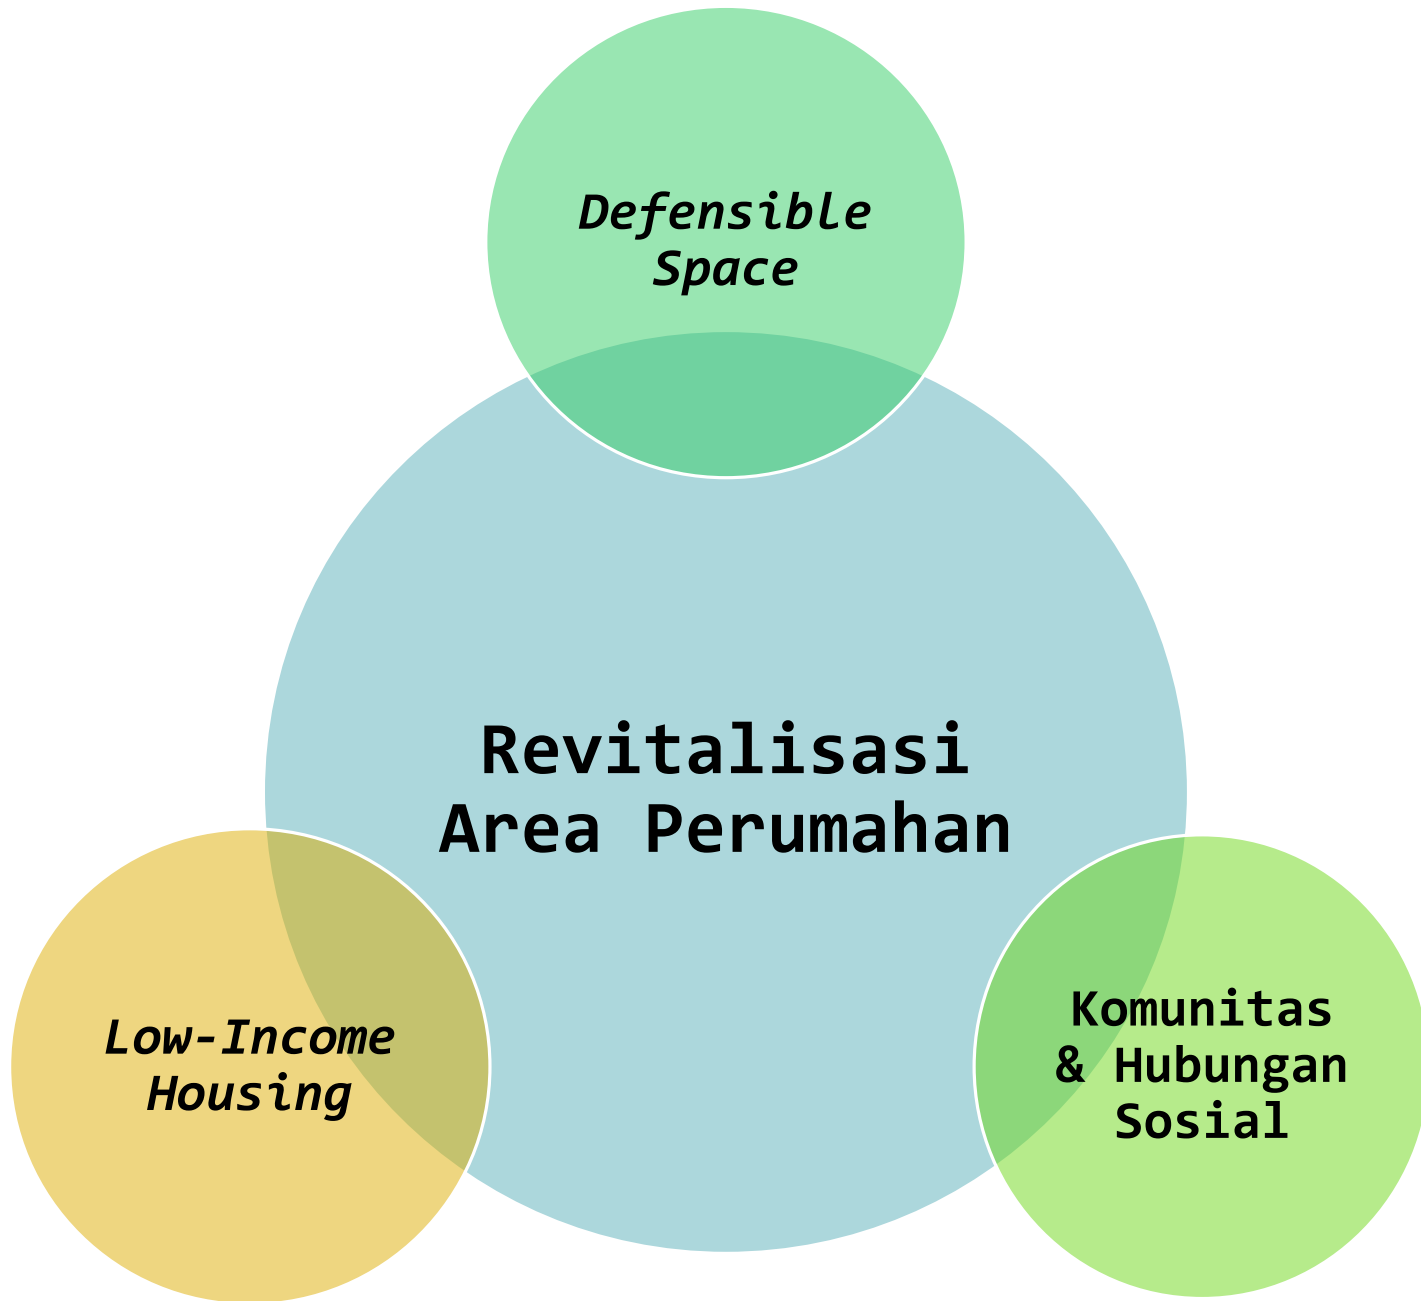 Defensible
Space
Revitalisasi
Area Perumahan
Low-Income
Housing
Komunitas
& Hubungan
Sosial